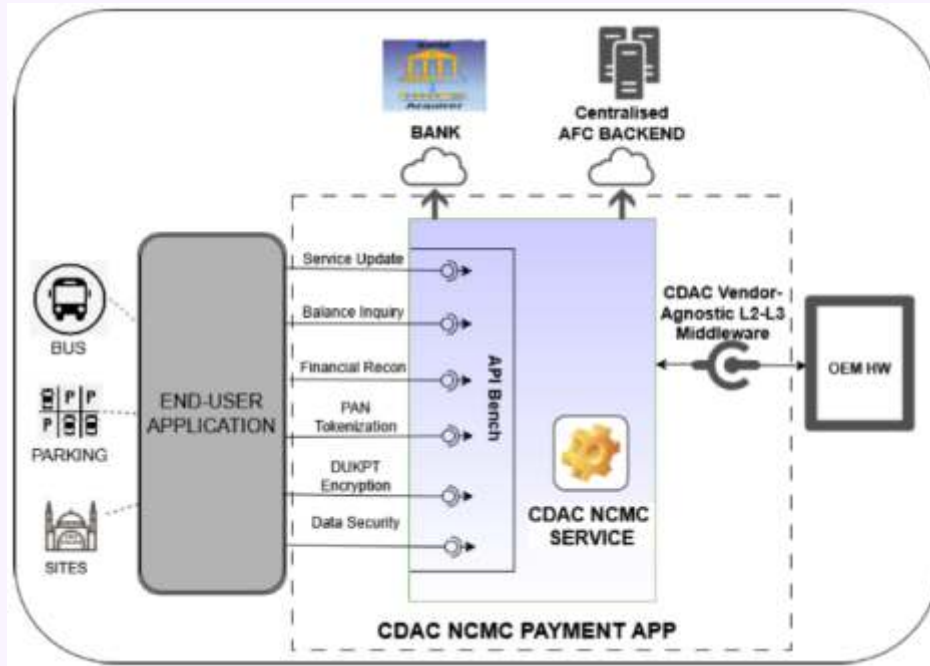 Acquirer
BANK
Centralised
AFC BACKEND
Service Update
Balance Inquiry
Financial Recon
PAN
Tokenization
DUKPT
Encryption
Data Security
API Bench
CDAC NCMC
SERVICE
CDAC Vendor-
Agnostic L2-L3
Middleware
OEM HW
BUS
P P
P
PARKING
SITES
END-USER
APPLICATION
CDAC NCMC PAYMENT APP